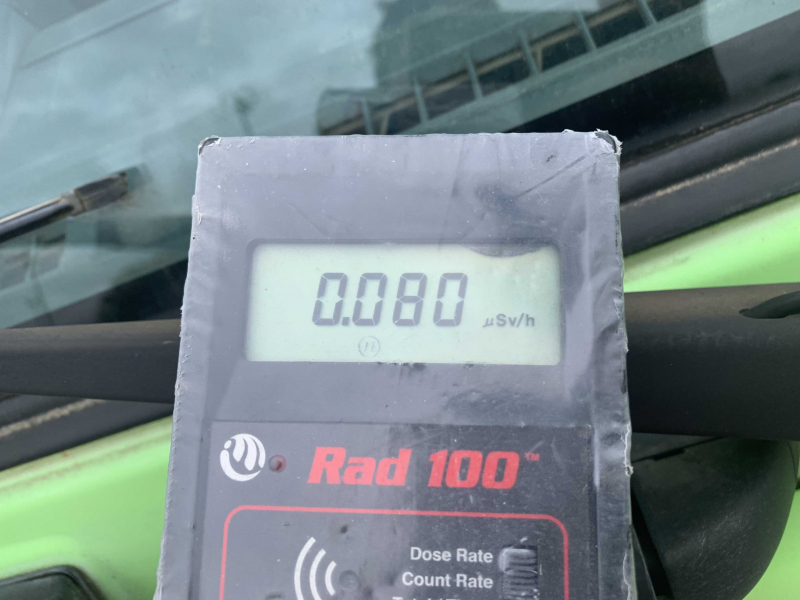 0.080 µSv/h
Rad 100™
Dose Rate
Count Rate